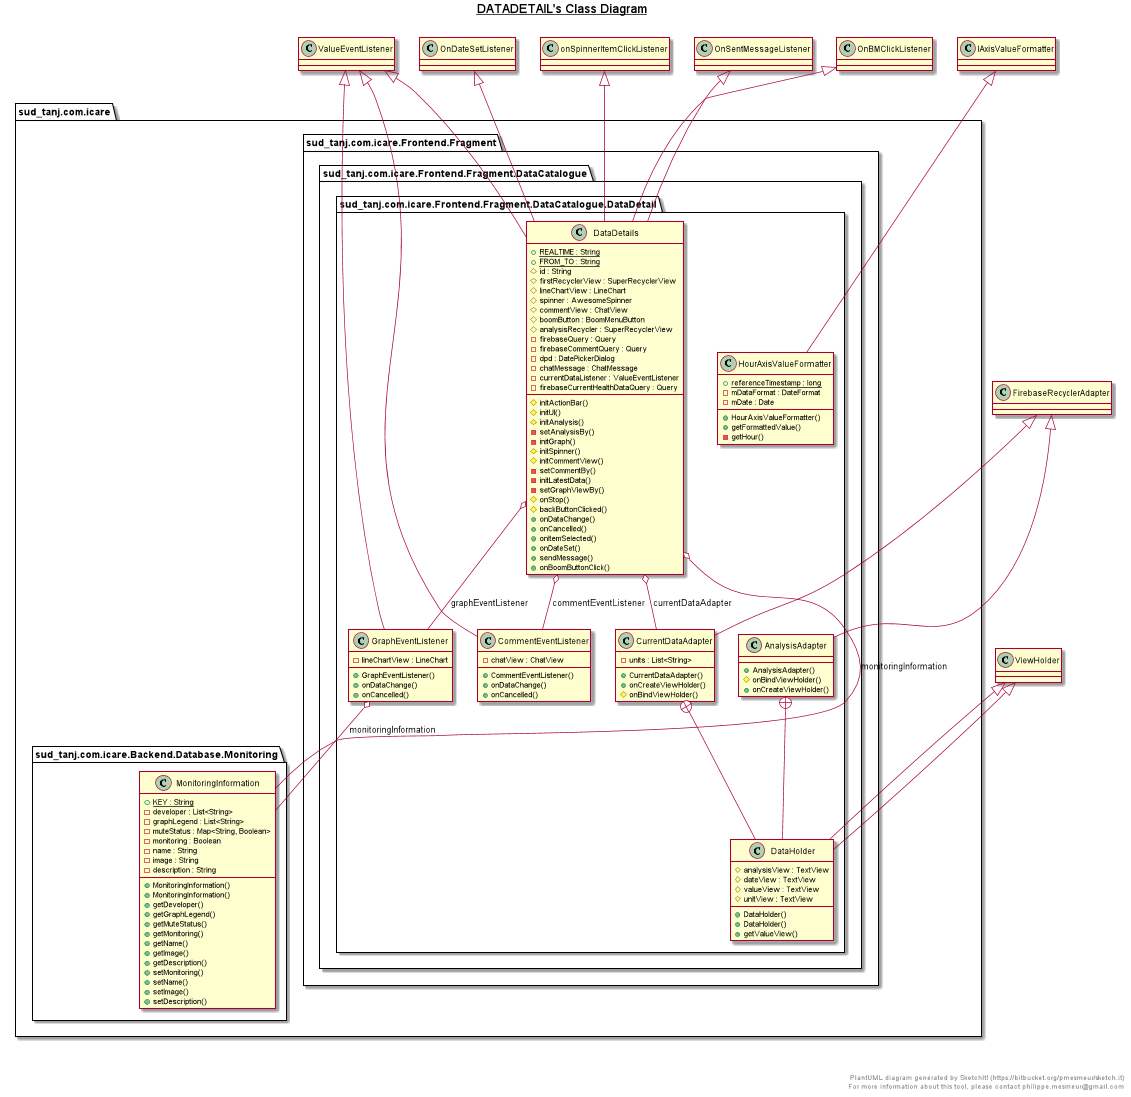 DATADETAIL's Class Diagram
ValueEventListener
OnDateSetListener
onSpinnerItemClickListener
OnSentMessageListener
OnBMClickListener
IAxisValueFormatter
sud_tanj.com.icare
sud_tanj.com.icare.Frontend.Fragment
sud_tanj.com.icare.Frontend.Fragment.DataCatalogue
sud_tanj.com.icare.Frontend.Fragment.DataCatalogue.DataDetail
DataDetails
REALTIME : String
FROM_TO : String
id : String
firstRecyclerView : SuperRecyclerView
lineChartView : LineChart
spinner : AwesomeSpinner
commentView : ChatView
boomButton : BoomMenuButton
analysisRecycler : SuperRecyclerView
firebaseQuery : Query
firebaseCommentQuery : Query
dpd : DatePickerDialog
chatMessage : ChatMessage
currentDataListener : ValueEventListener
firebaseCurrentHealthDataQuery : Query
initActionBar()
initUI()
initAnalysis()
setAnalysisBy()
initGraph()
initSpinner()
initCommentView()
setCommentBy()
initLatestData()
setGraphViewBy()
onStop()
backButtonClicked()
onDataChange()
onCancelled()
onItemSelected()
onDateSet()
sendMessage()
onBoomButtonClick()
HourAxisValueFormatter
referenceTimestamp : long
mDataFormat : DateFormat
mDate : Date
HourAxisValueFormatter()
getFormattedValue()
getHour()
FirebaseRecyclerAdapter
graphEventListener
commentEventListener
currentDataAdapter
GraphEventListener
lineChartView : LineChart
GraphEventListener()
onDataChange()
onCancelled()
CommentEventListener
chatView : ChatView
CommentEventListener()
onDataChange()
onCancelled()
CurrentDataAdapter
units : List<String>
CurrentDataAdapter()
onCreateViewHolder()
onBindViewHolder()
AnalysisAdapter
AnalysisAdapter()
onBindViewHolder()
onCreateViewHolder()
monitoringInformation
ViewHolder
monitoringInformation
sud_tanj.com.icare.Backend.Database.Monitoring
MonitoringInformation
KEY : String
developer : List<String>
graphLegend : List<String>
muteStatus : Map<String, Boolean>
monitoring : Boolean
name : String
image : String
description : String
MonitoringInformation()
MonitoringInformation()
getDeveloper()
getGraphLegend()
getMuteStatus()
getMonitoring()
getName()
getImage()
getDescription()
setMonitoring()
setName()
setImage()
setDescription()
DataHolder
analysisView : TextView
dateView : TextView
valueView : TextView
unitView : TextView
DataHolder()
DataHolder()
getValueView()
PlantUML diagram generated by SketchIt! (https://bitbucket.org/pmesmeur/sketch.it)
For more information about this tool, please contact philippe.mesmeur@gmail.com